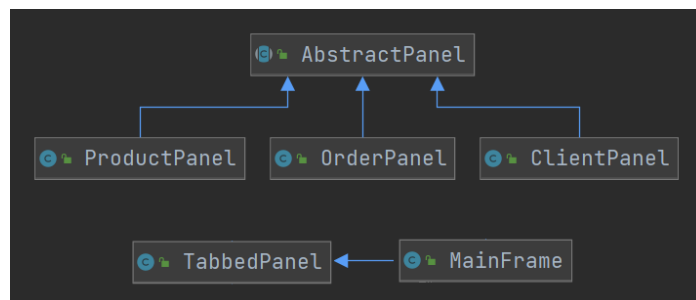 AbstractPanel
ProductPanel
OrderPanel
ClientPanel
TabbedPanel
MainFrame